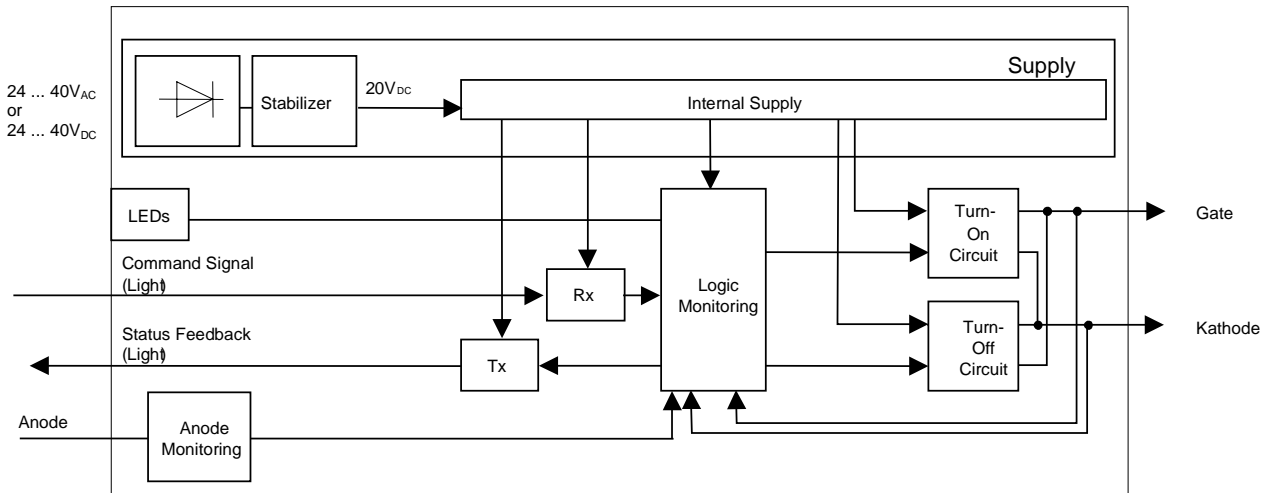 Supply
24 ... 40VAC
or
24 ... 40VDC
Stabilizer
20VDC
Internal Supply
LEDs
Command Signal
(Light)
Rx
Logic
Monitoring
Turn-
On
Circuit
Gate
Status Feedback
(Light)
Tx
Turn-
Off
Circuit
Kathode
Anode
Anode
Monitoring